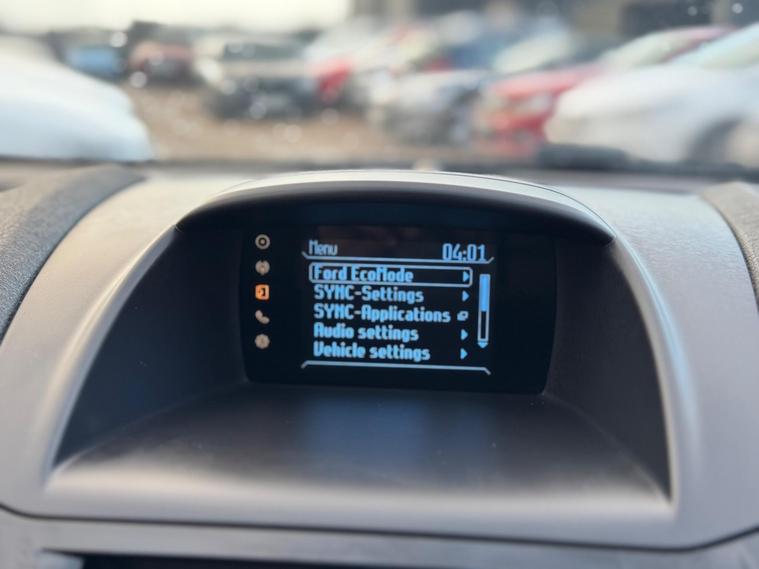 Menu
04:01
Ford EcoMode
SYNC-Settings
SYNC-Applications
Audio settings
Vehicle settings